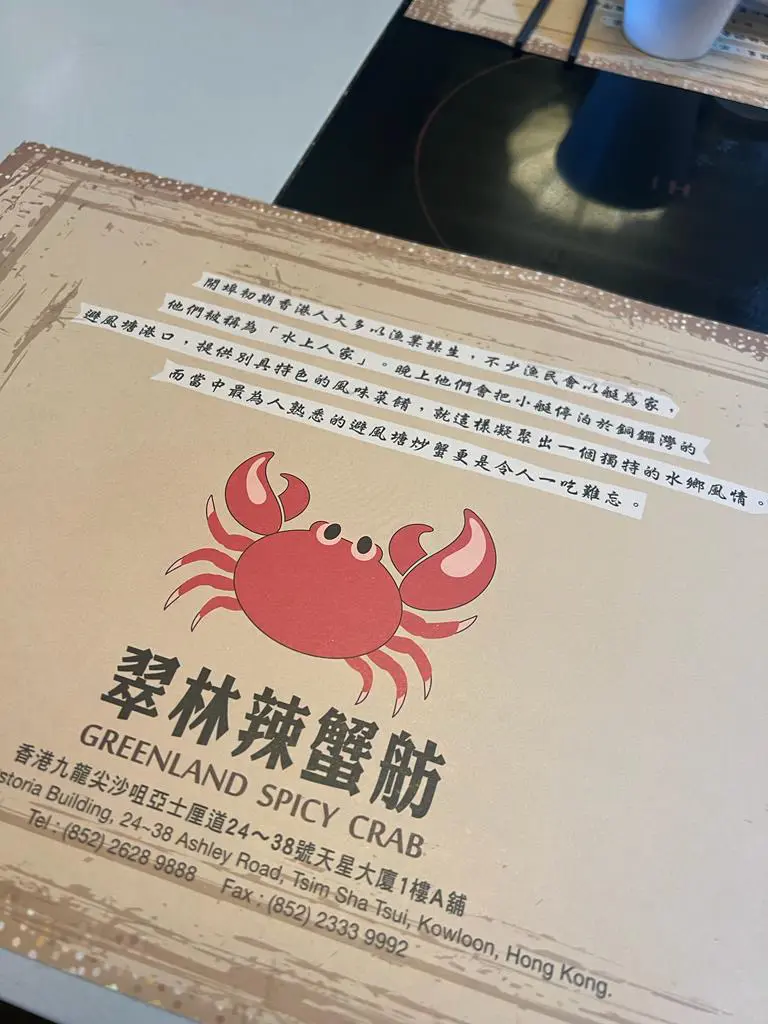 開埠初期香港人大多以漁業謀生，不少漁民會以艇為家，
他們被稱為「水上人家」。晚上他們會把小艇停泊於銅鑼灣的
避風塘港口，提供別具特色的風味菜餚，就這樣凝聚出一個獨特的水鄉風情。
而當中最為人熟悉的避風塘炒蟹更是令人一吃難忘。
翠林辣蟹舫
GREENLAND SPICY CRAB
香港九龍尖沙咀亞士厘道24～38號天星大廈1樓A舖
storia Building, 24~38 Ashley Road, Tsim Sha Tsui, Kowloon, Hong Kong.
Tel : (852) 2628 9888 Fax : (852) 2333 9992